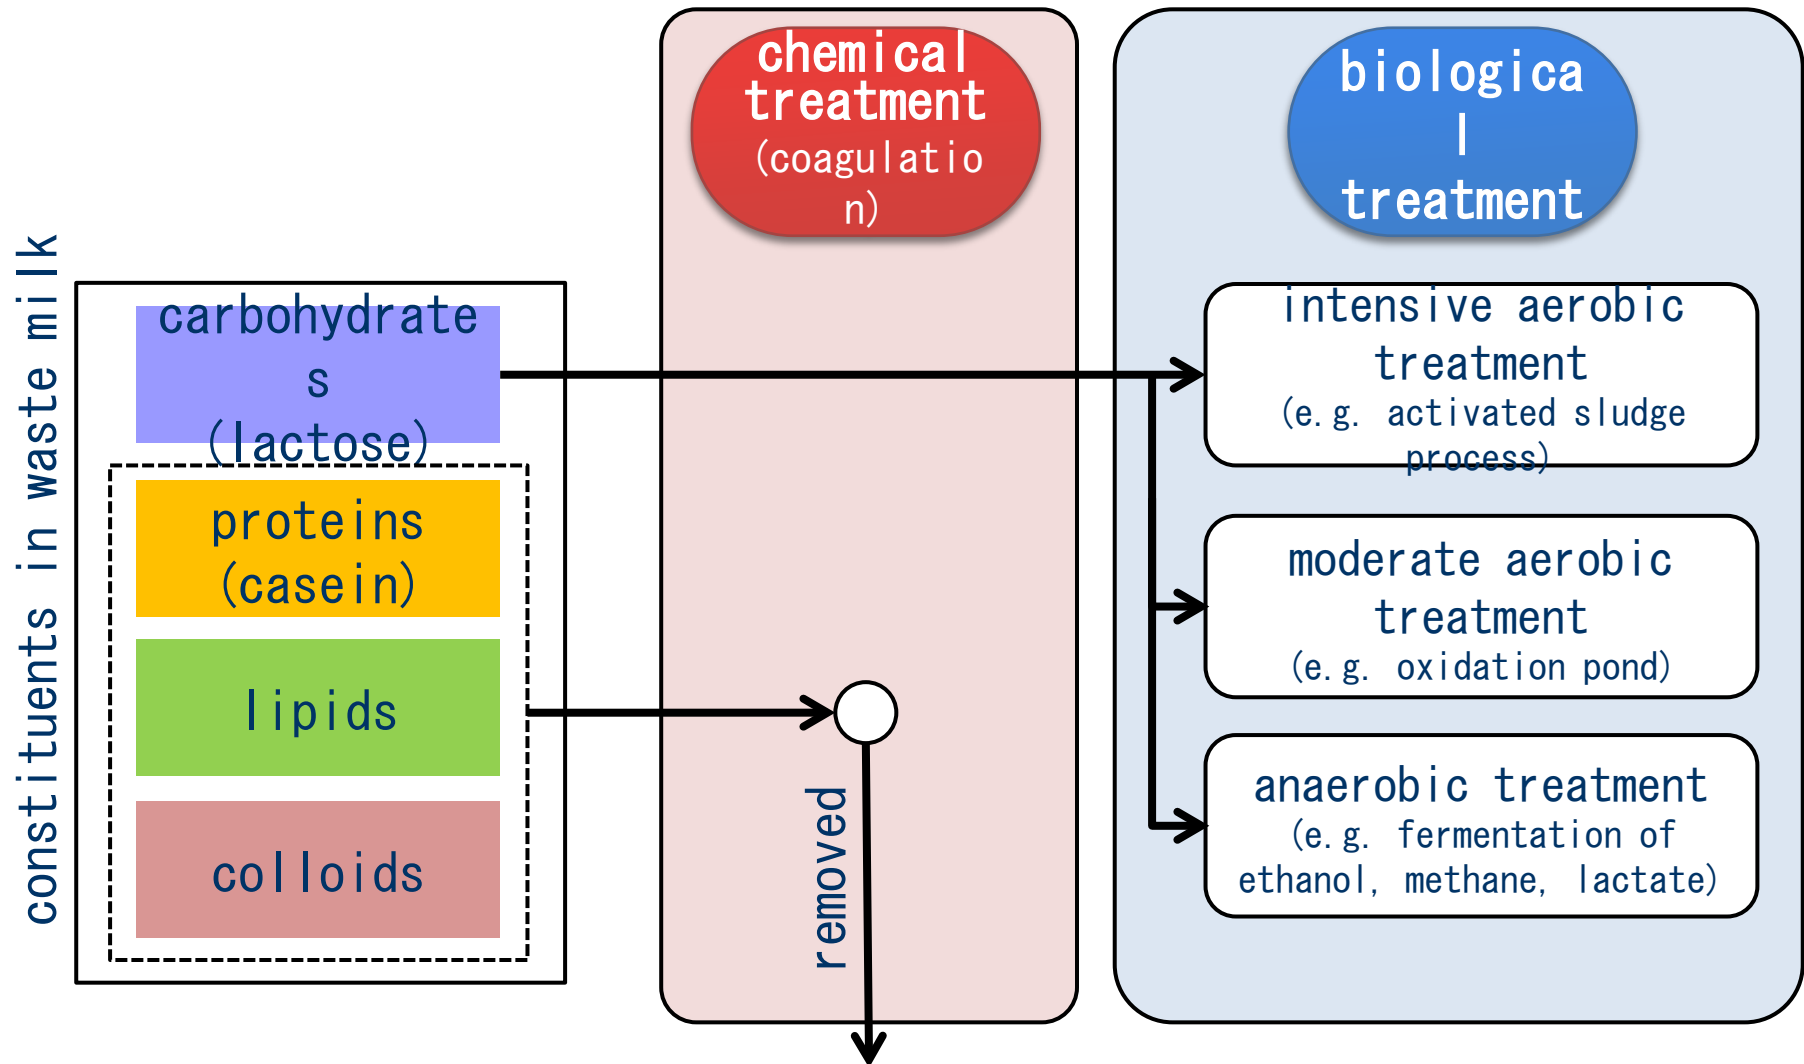 constituents in waste milk
carbohydrate
s
(lactose)
proteins
(casein)
lipids
colloids
chemical
treatment
(coagulatio
n)
removed
biologica
l
treatment
intensive aerobic
treatment
(e.g. activated sludge
process)
moderate aerobic
treatment
(e.g. oxidation pond)
anaerobic treatment
(e.g. fermentation of
ethanol, methane, lactate)